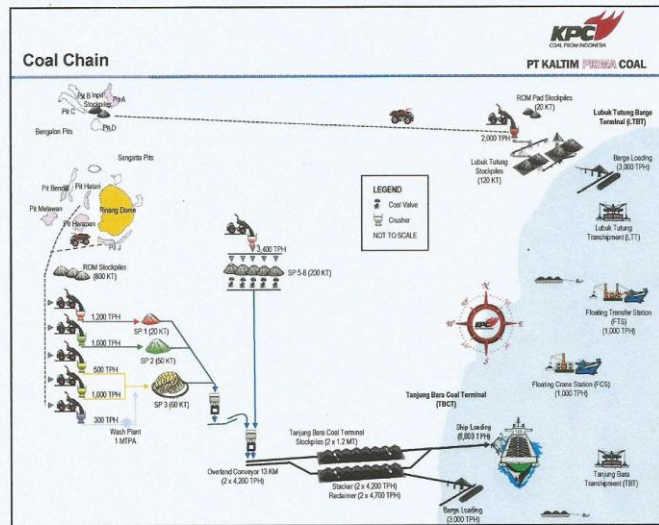 Coal Chain
KPC
COAL FROM INDONESIA
PT KALTIM PRIMA COAL
Pit B
Input
Stockpiles
Pit A
Pit C
Pit D
Bengalon Pits
ROM Pad Stockpiles
(20 KT)
2,000 TPH
Lubuk Tutung Barge
Terminal (LTBT)
Lubuk Tutung
Stockpiles
(120 KT)
Barge Loading
(3,000 TPH)
Lubuk Tutung
Transhipment (LTT)
Sangatta Pits
Pit Bendili
Pit Hatari
Pit Melawan
Pinang Dome
Pit Harapan
Pit J
LEGEND
Coal Valve
Crusher
NOT TO SCALE
ROM Stockpiles
(800 KT)
3,400 TPH
SP 5-8 (200 KT)
1,200 TPH
SP 1 (20 KT)
1,000 TPH
SP 2 (50 KT)
500 TPH
1,000 TPH
SP 3 (60 KT)
300 TPH
Wash Plant
1 MTPA
N
E
S
W
KPC
Floating Transfer Station
(FTS)
(1,000 TPH)
Floating Crane Station (FCS)
(1,000 TPH)
Tanjung Bara Coal Terminal
(TBCT)
Ship Loading
Tanjung Bara Coal Terminal
Stockpiles (2 x 1.2 MT)
Overland Conveyor 13 KM
(2 x 4,200 TPH)
Stacker (2 x 4,200 TPH)
Reclaimer (2 x 4,700 TPH)
Barge Loading
(3,000 TPH)
Tanjung Bara
Transhipment (TBT)